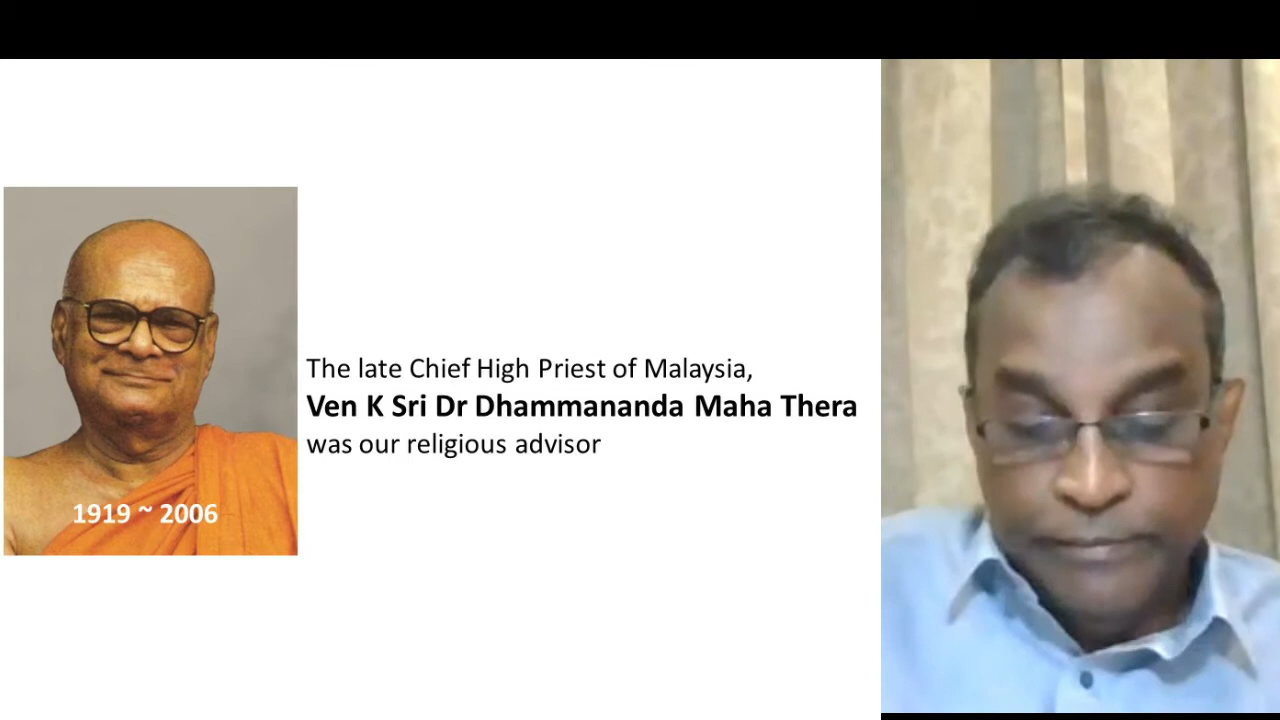 The late Chief High Priest of Malaysia,
Ven K Sri Dr Dhammananda Maha Thera
was our religious advisor
1919 ~ 2006